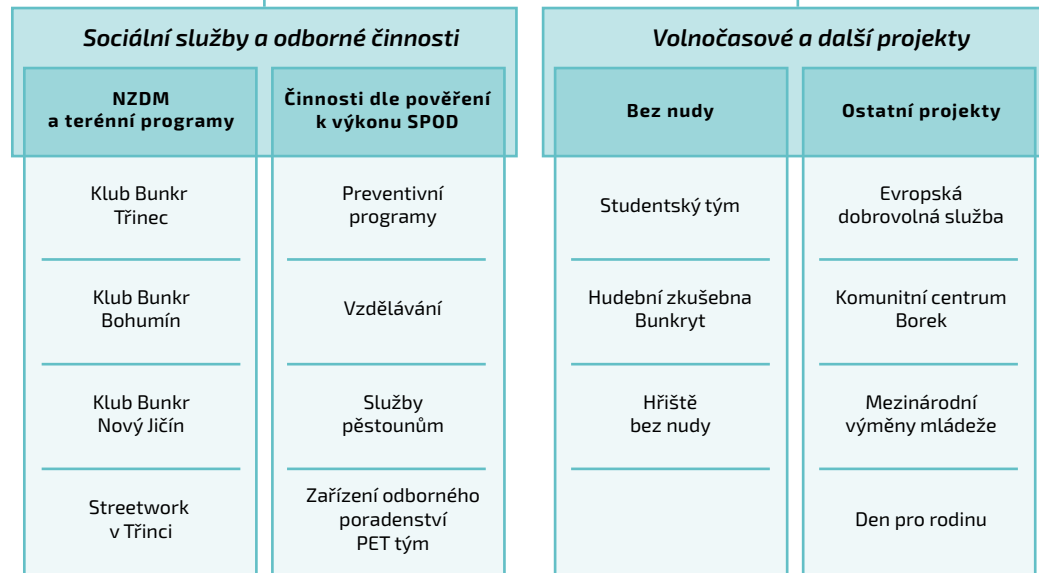 Sociální služby a odborné činnosti
NZDM
a terénní programy
Klub Bunkr
Třinec
Klub Bunkr
Bohumín
Klub Bunkr
Nový Jičín
Streetwork
v Třinci
Činnosti dle pověření
k výkonu SPOD
Preventivní
programy
Vzdělávání
Služby
pěstounům
Zařízení odborného
poradenství
PET tým
Volnočasové a další projekty
Bez nudy
Studentský tým
Hudební zkušebna
Bunkryt
Hřiště
bez nudy
Ostatní projekty
Evropská
dobrovolná služba
Komunitní centrum
Borek
Mezinárodní
výměny mládeže
Den pro rodinu